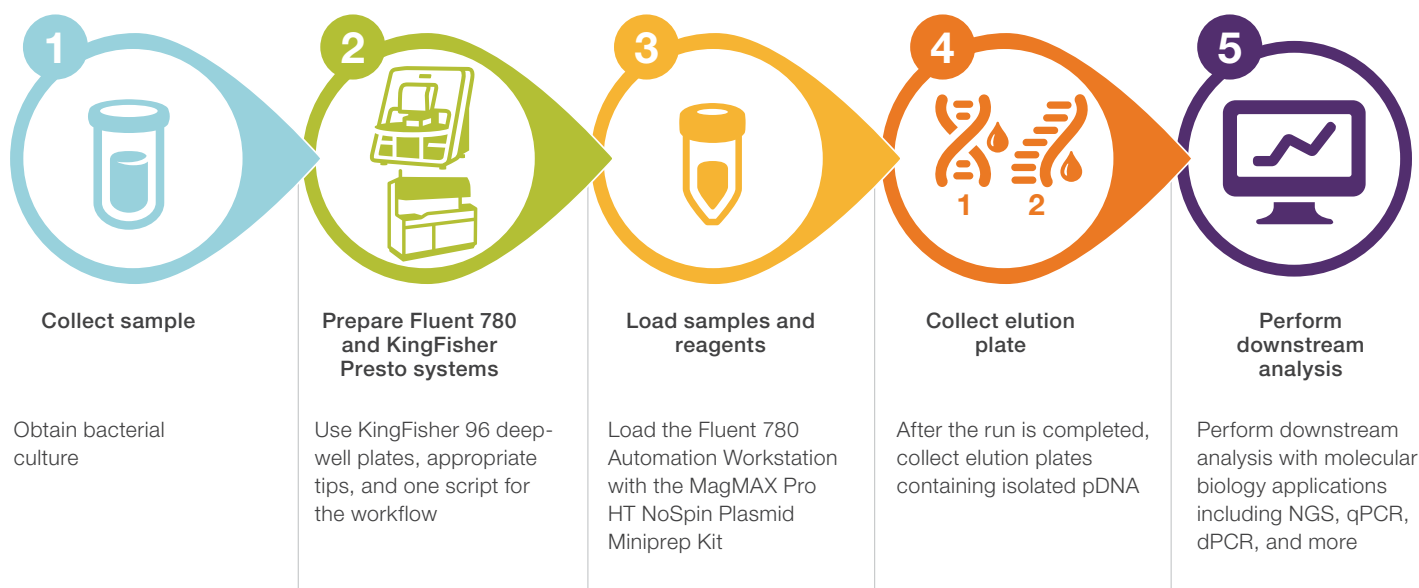 1
Collect sample
Obtain bacterial
culture
2
Prepare Fluent 780
and KingFisher
Presto systems
Use KingFisher 96 deep-
well plates, appropriate
tips, and one script for
the workflow
3
Load samples and
reagents
Load the Fluent 780
Automation Workstation
with the MagMAX Pro
HT NoSpin Plasmid
Miniprep Kit
4
1 2
Collect elution
plate
After the run is completed,
collect elution plates
containing isolated pDNA
5
Perform
downstream
analysis
Perform downstream
analysis with molecular
biology applications
including NGS, qPCR,
dPCR, and more